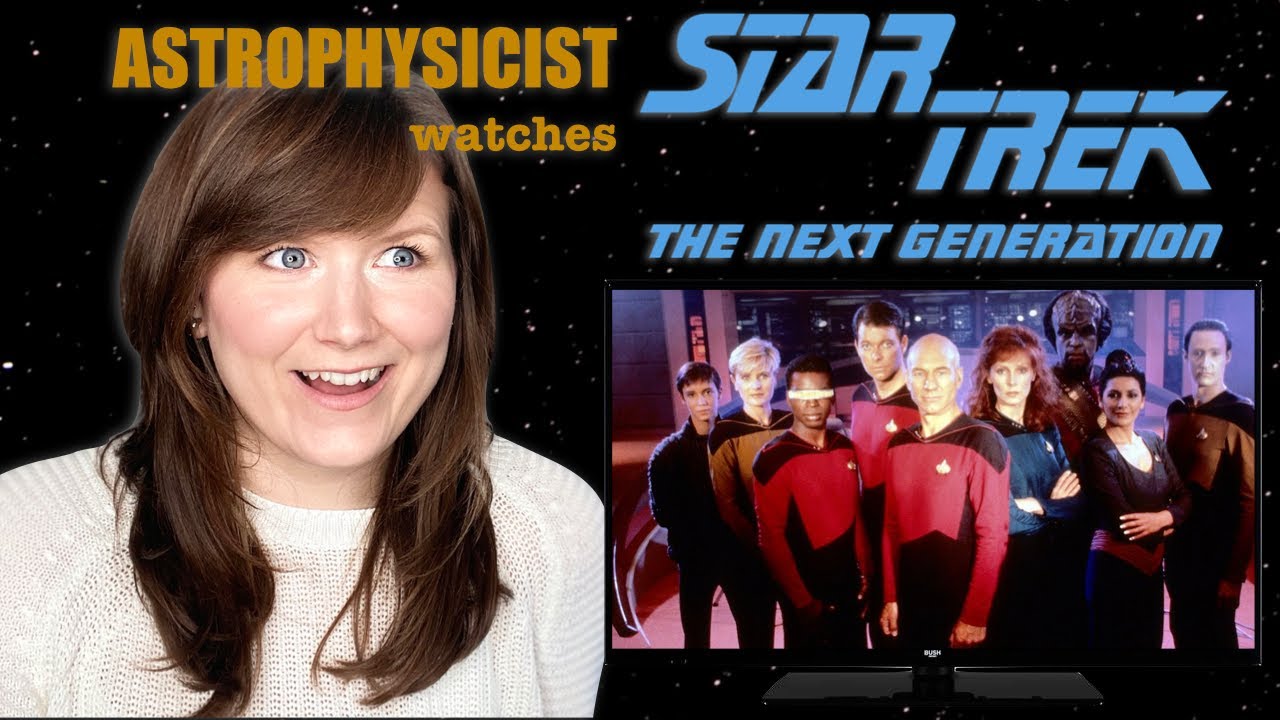 ASTROPHYSICIST
watches
STAR
TREK
THE NEXT GENERATION
BUSH